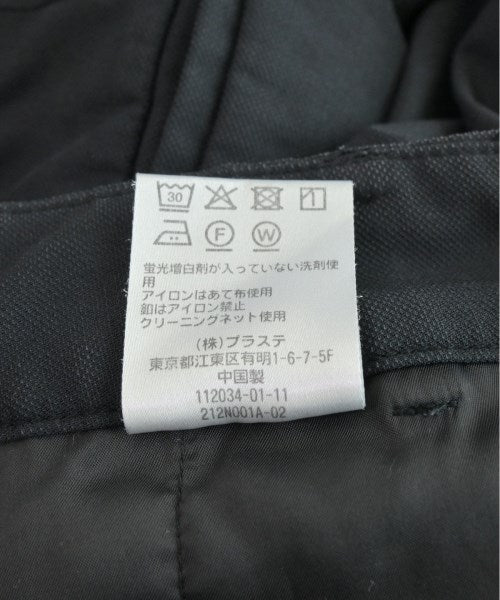 30
F W
蛍光増白剤が入っていない洗剤使
用
アイロンはあて布使用
釦はアイロン禁止
クリーニングネット使用
(株)プラステ
東京都江東区有明1-6-7-5F
中国製
112034-01-11
212N001A-02